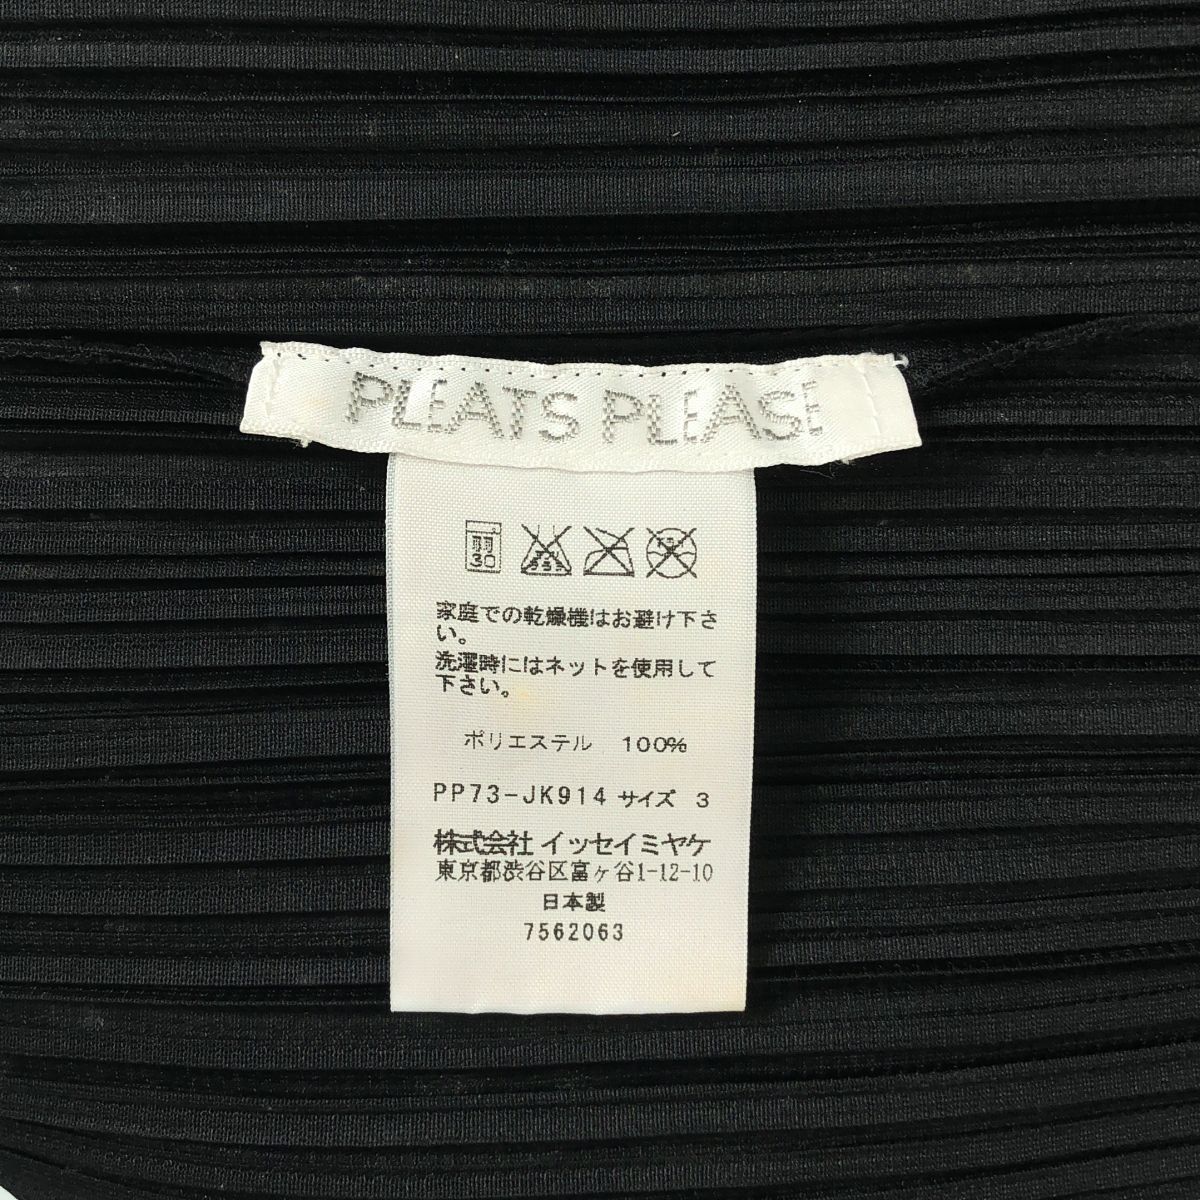 PLEATS PLEASE
30
家庭での乾燥機はお避け下さ
い。
洗濯時にはネットを使用して
下さい。
ポリエステル 100%
PP73-JK914 サイズ 3
株式会社 イッセイミヤケ
東京都渋谷区富ヶ谷1-12-10
日本製
7562063